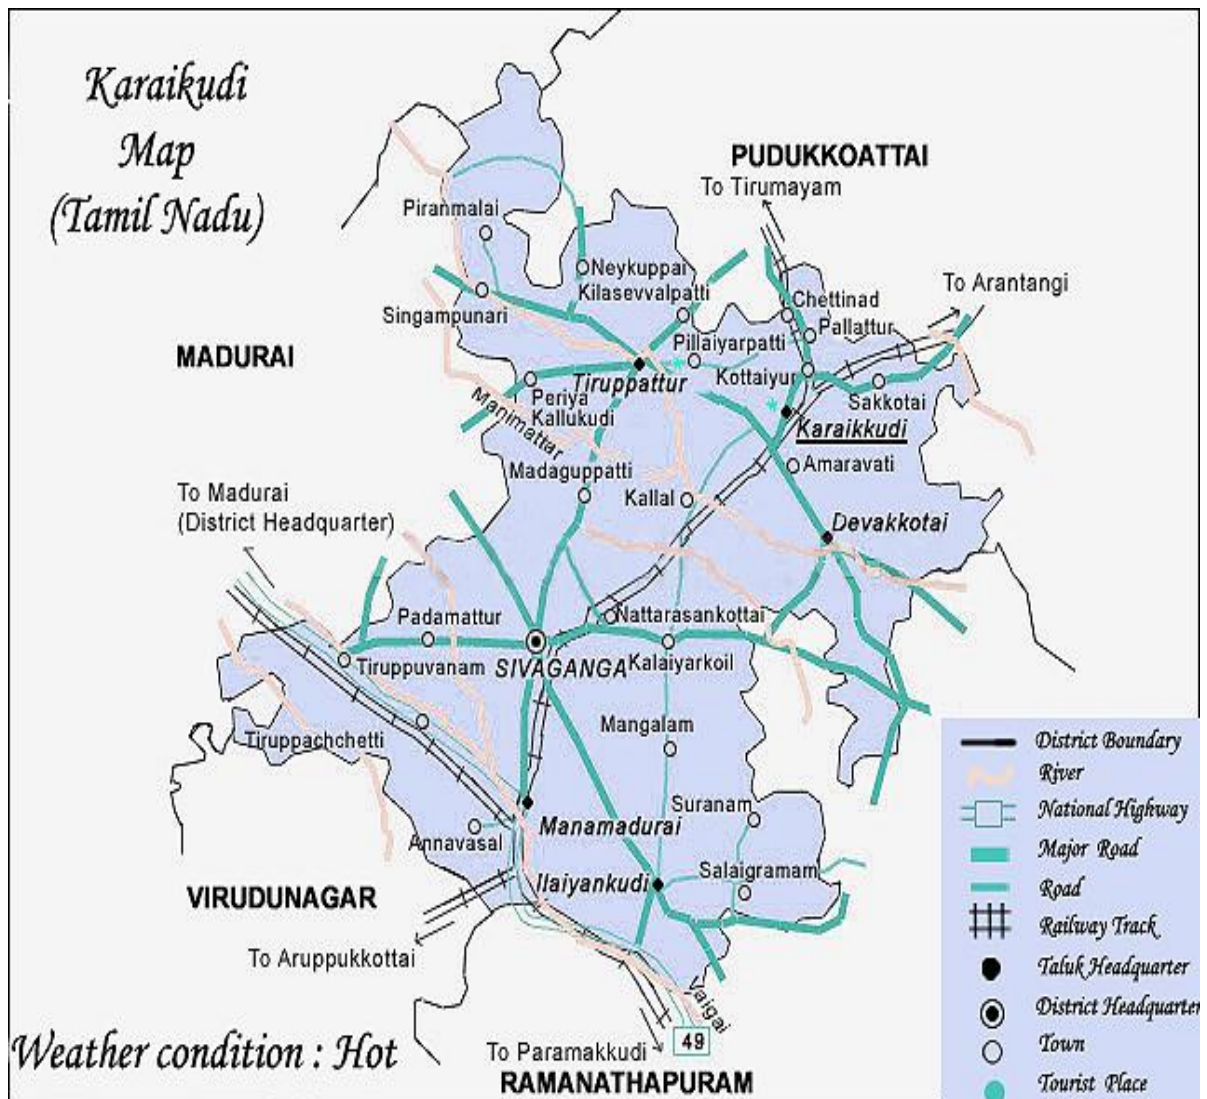 Karaikudi
Map
(Tamil Nadu)
PUDUKKOATTAI
To Tirumayam
Piranmalai
Neykuppai
Kilasevvalpatti
To Arantangi
Singampunari
Chettinad
Pallattur
MADURAI
Pillaiyarpatti
Tiruppattur
Kottaiyur
Periya
Kallukudi
Sakkotai
Manimattar
Karaikkudi
Madaguppatti
Amaravati
To Madurai
(District Headquarter)
Kallal
Devakkotai
Padamattur
Nattarasankottai
Tiruppuvanam
SIVAGANGA
Kalaiyarkoil
Tiruppachchetti
Mangalam
Suranam
Manamadurai
Annavasal
Salaigramam
Ilaiyankudi
VIRUDUNAGAR
To Aruppukkottai
Vaigai
49
To Paramakkudi
RAMANATHAPURAM
Weather condition : Hot
District Boundary
River
National Highway
Major Road
Road
Railway Track
Taluk Headquarter
District Headquarter
Town
Tourist Place